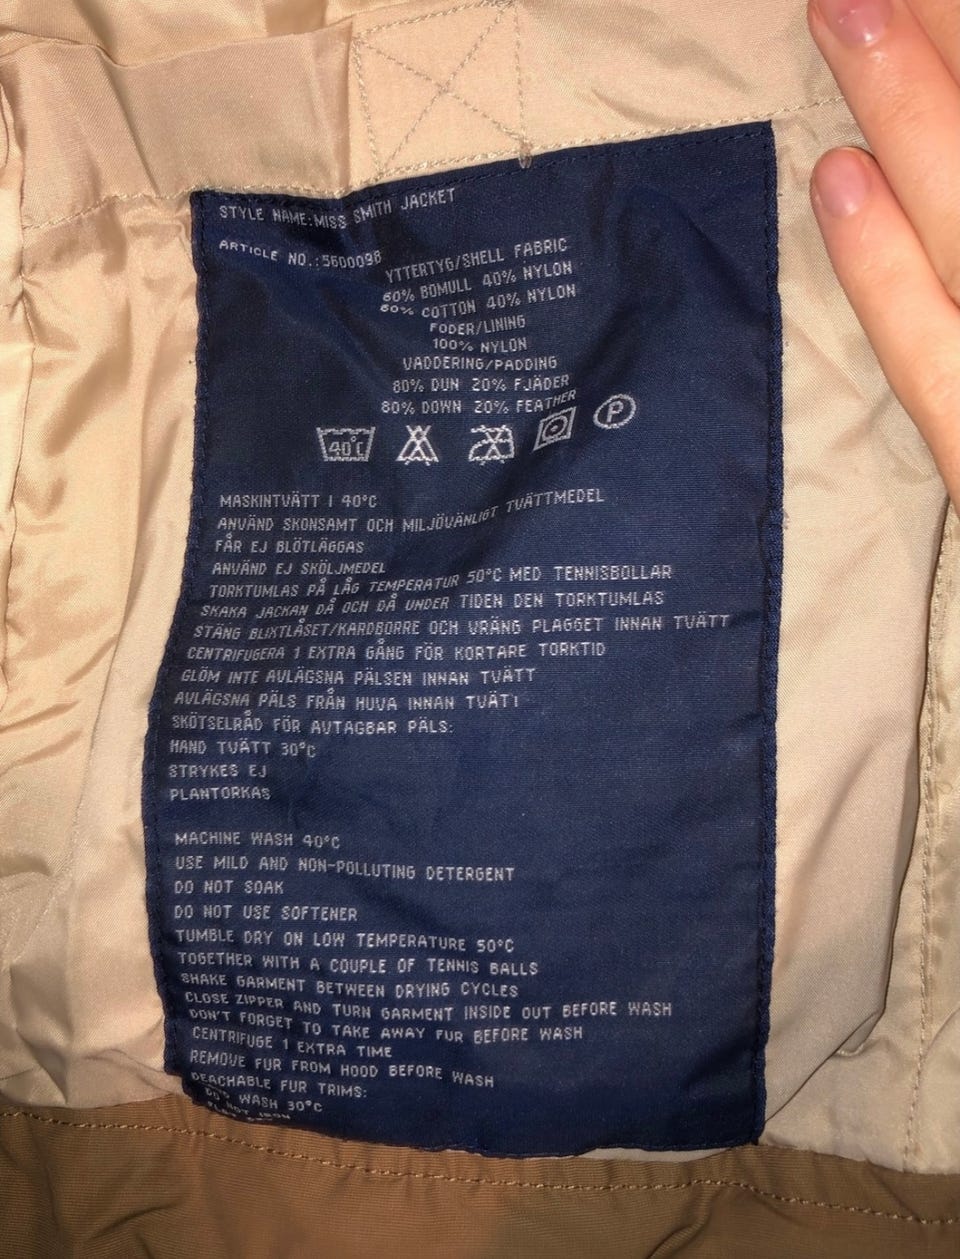 STYLE NAME:MISS SMITH JACKET
ARTICLE NO.:5600098
YTTERTYG/SHELL FABRIC
60% BOMULL 40% NYLON
60% COTTON 40% NYLON
FODER/LINING
100% NYLON
VADDERING/PADDING
80% DUN 20% FJÄDER
80% DOWN 20% FEATHER
40°C P
MASKINTVÄTT I 40°C
ANVÄND SKONSAMT OCH MILJÖVÄNLIGT TVÄTTMEDEL
FÅR EJ BLÖTLÄGGAS
ANVÄND EJ SKÖLJMEDEL
TORKTUMLAS PÅ LÅG TEMPERATUR 50°C MED TENNISBOLLAR
SKAKA JACKAN DÅ OCH DÅ UNDER TIDEN DEN TORKTUMLAS
STÄNG BLIXTLÅSET/KARDBORRE OCH VRÄNG PLAGGET INNAN TVÄTT
CENTRIFUGERA 1 EXTRA GÅNG FÖR KORTARE TORKTID
GLÖM INTE AVLÄGSNA PÄLSEN INNAN TVÄTT
AVLÄGSNA PÄLS FRÅN HUVA INNAN TVÄTT
SKÖTSELRÅD FÖR AVTAGBAR PÄLS:
HAND TVÄTT 30°C
STRYKES EJ
PLANTORKAS
MACHINE WASH 40°C
USE MILD AND NON-POLLUTING DETERGENT
DO NOT SOAK
DO NOT USE SOFTENER
TUMBLE DRY ON LOW TEMPERATURE 50°C
TOGETHER WITH A COUPLE OF TENNIS BALLS
SHAKE GARMENT BETWEEN DRYING CYCLES
CLOSE ZIPPER AND TURN GARMENT INSIDE OUT BEFORE WASH
DON'T FORGET TO TAKE AWAY FUR BEFORE WASH
CENTRIFUGE 1 EXTRA TIME
REMOVE FUR FROM HOOD BEFORE WASH
DEACHABLE FUR TRIMS:
WASH 30°C
NOT IRON